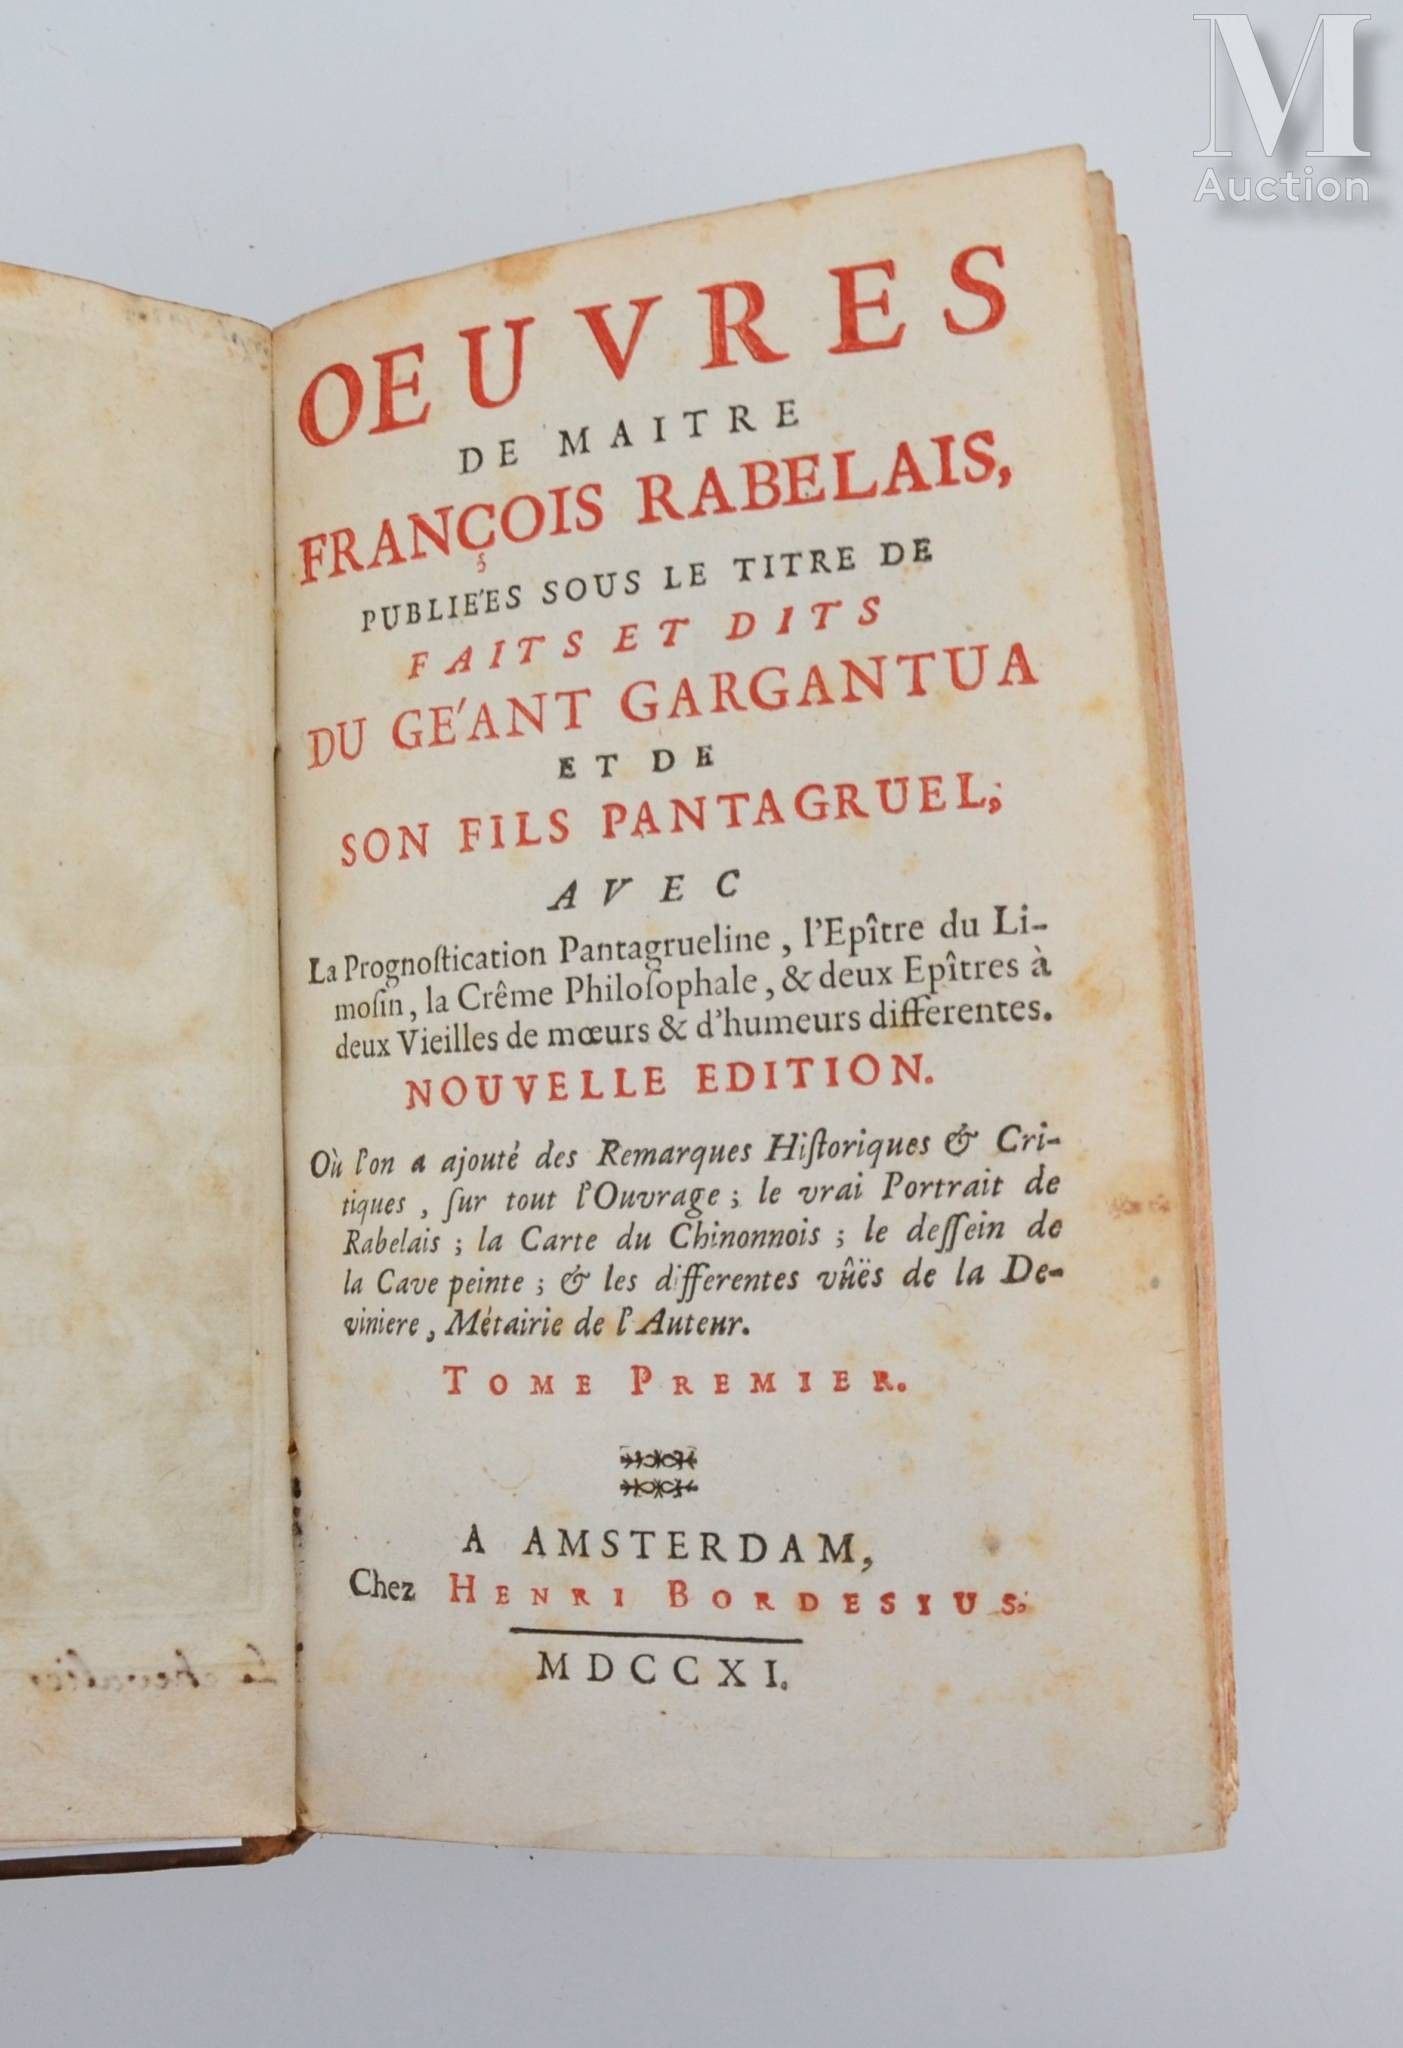 M
Auction
OEUVRES
DE MAITRE
FRANÇOIS RABELAIS,
PUBLIE'ES SOUS LE TITRE DE
FAITS ET DITS
DU GE'ANT GARGANTUA
ET DE
SON FILS PANTAGRUEL;
AVEC
La Prognoſtication Pantagrueline, l'Epître du Li-
moſin, la Crême Philoſophale, & deux Epîtres à
deux Vieilles de mœurs & d'humeurs differentes.
NOUVELLE EDITION.
Où l'on a ajouté des Remarques Hiſtoriques & Cri-
tiques, ſur tout l'Ouvrage; le vrai Portrait de
Rabelais; la Carte du Chinonnois; le deſſein de
la Cave peinte; & les differentes vûës de la De-
viniere, Métairie de l'Auteur.
TOME PREMIER.
A AMSTERDAM,
Chez HENRI BORDESIUS.
MDCCXI.